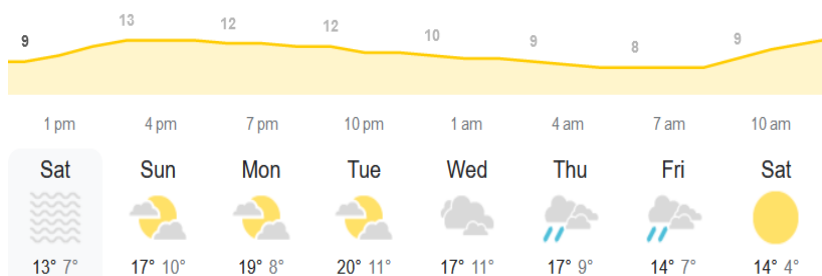 9 13 12 12 10 9 8 9
1 pm 4 pm 7 pm 10 pm 1 am 4 am 7 am 10 am
Sat Sun Mon Tue Wed Thu Fri Sat
13° 7° 17° 10° 19° 8° 20° 11° 17° 11° 17° 9° 14° 7° 14° 4°